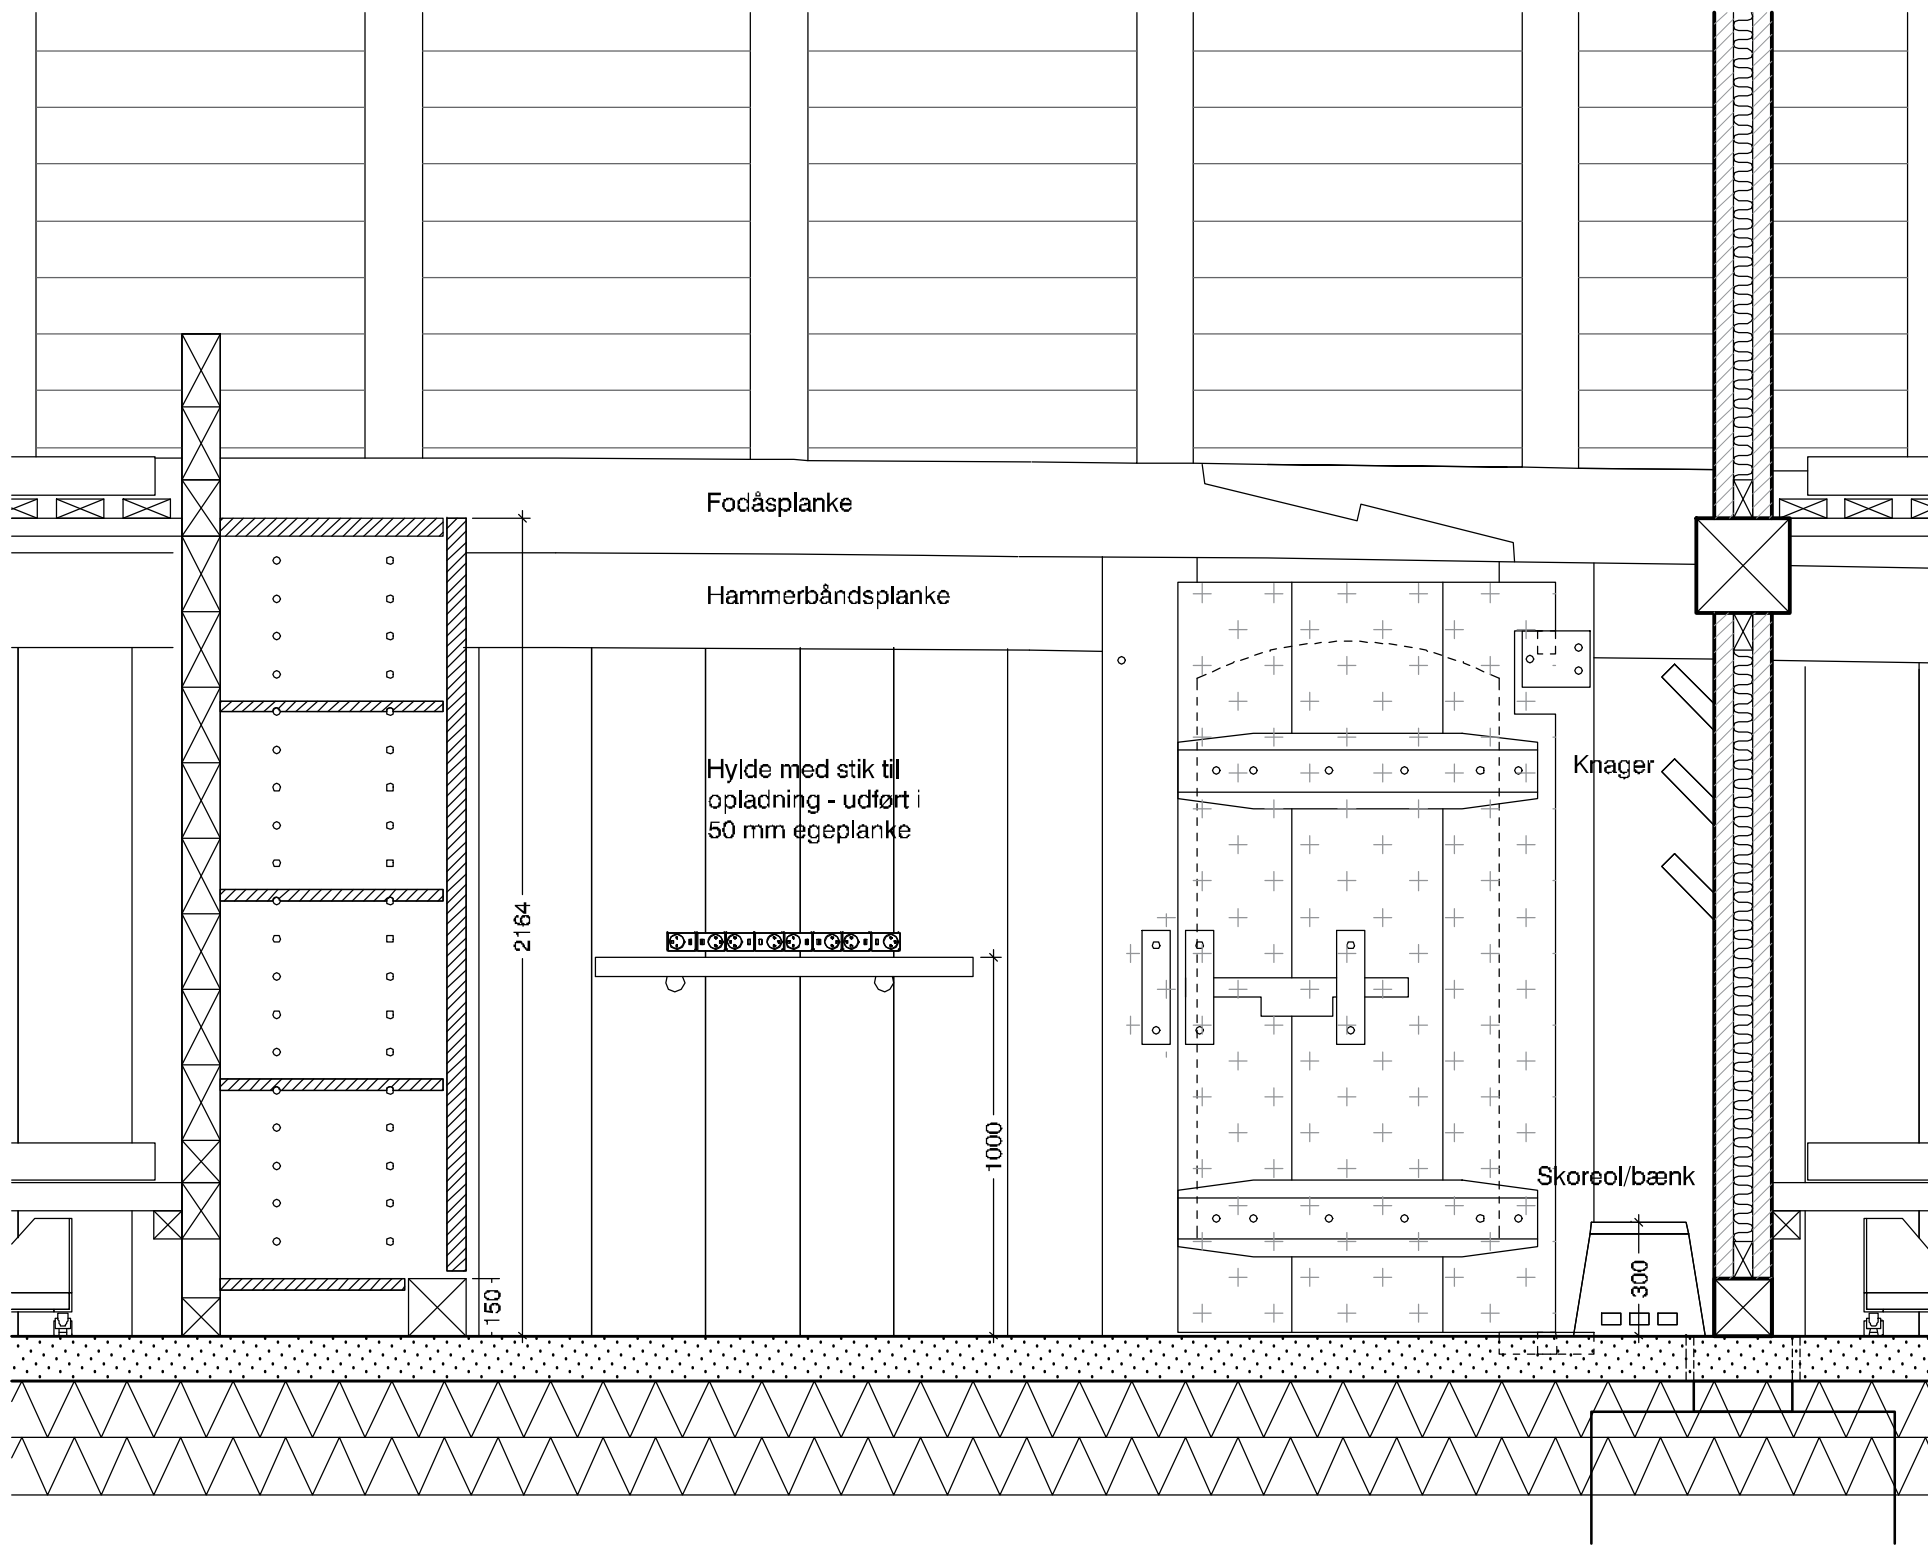 Fodåsplanke
Hammerbåndsplanke
Hylde med stik til
opladning - udført i
50 mm egeplanke
Knager
2164
1000
Skoreol/bænk
300
150